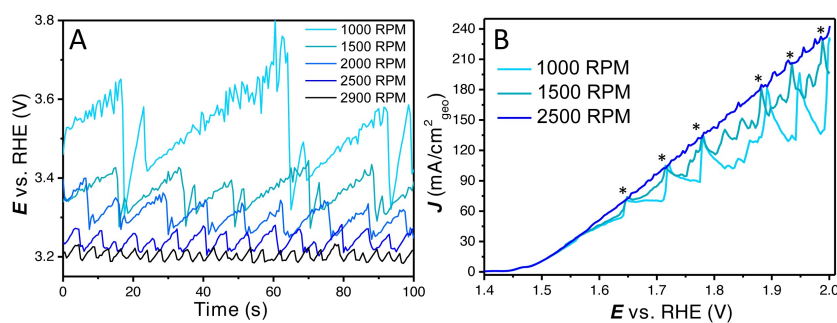 A
1000 RPM
1500 RPM
2000 RPM
2500 RPM
2900 RPM
3.8
3.6
3.4
3.2
E vs. RHE (V)
0 20 40 60 80 100
Time (s)
B
* * * * * *
1000 RPM
1500 RPM
2500 RPM
240
210
180
150
120
90
60
30
0
J (mA/cm²geo)
1.4 1.5 1.6 1.7 1.8 1.9 2.0
E vs. RHE (V)